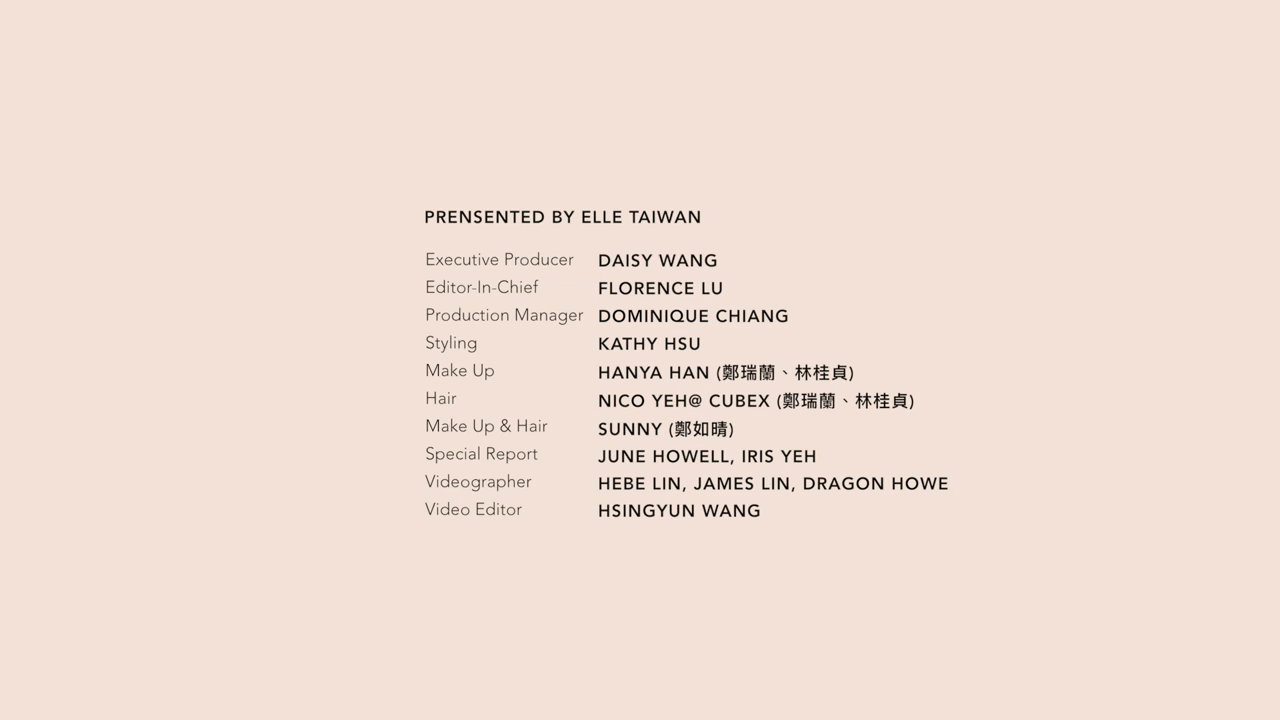 PRENSENTED BY ELLE TAIWAN
Executive Producer DAISY WANG
Editor-In-Chief FLORENCE LU
Production Manager DOMINIQUE CHIANG
Styling KATHY HSU
Make Up HANYA HAN (鄭瑞蘭、林桂貞)
Hair NICO YEH@ CUBEX (鄭瑞蘭、林桂貞)
Make Up & Hair SUNNY (鄭如晴)
Special Report JUNE HOWELL, IRIS YEH
Videographer HEBE LIN, JAMES LIN, DRAGON HOWE
Video Editor HSINGYUN WANG